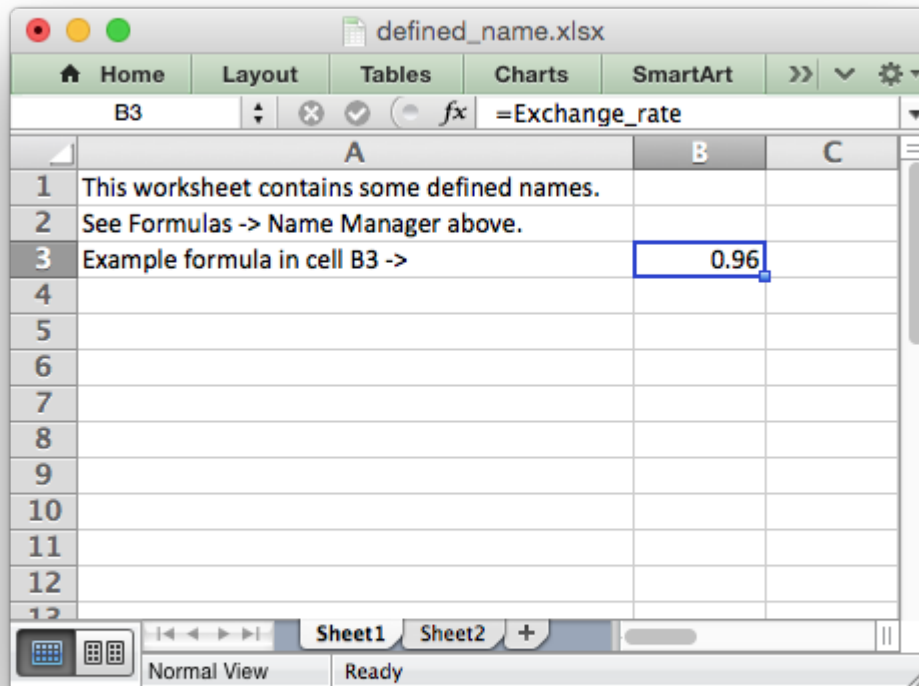 defined_name.xlsx
Home Layout Tables Charts SmartArt
B3 fx =Exchange_rate
A B C
1 This worksheet contains some defined names.
2 See Formulas -> Name Manager above.
3 Example formula in cell B3 -> 0.96
4
5
6
7
8
9
10
11
12
13
Sheet1 Sheet2 +
Normal View Ready